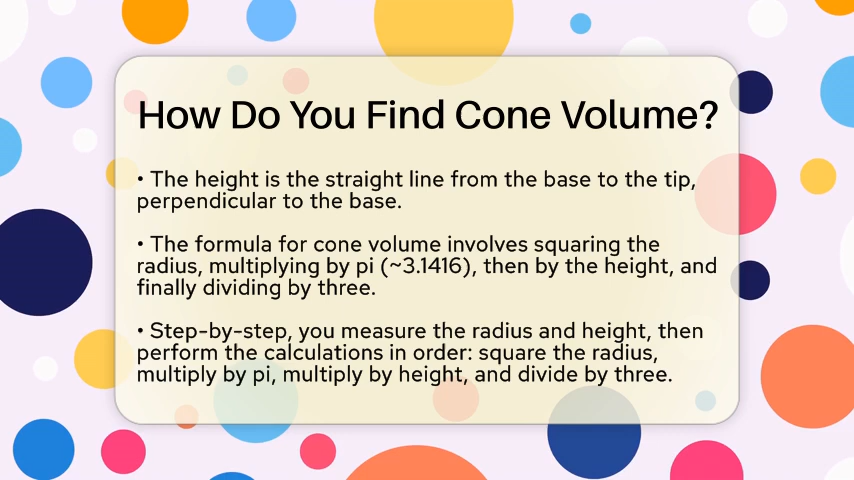 How Do You Find Cone Volume?
• The height is the straight line from the base to the tip,
perpendicular to the base.
• The formula for cone volume involves squaring the
radius, multiplying by pi (~3.1416), then by the height, and
finally dividing by three.
• Step-by-step, you measure the radius and height, then
perform the calculations in order: square the radius,
multiply by pi, multiply by height, and divide by three.